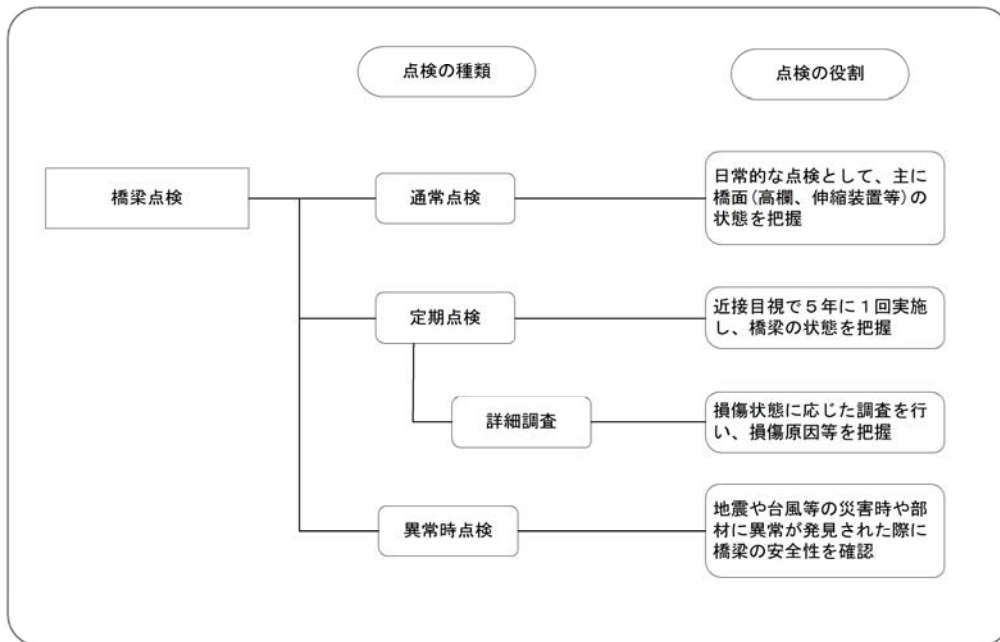 点検の種類
点検の役割
橋梁点検
通常点検
日常的な点検として、主に
橋面(高欄、伸縮装置等)の
状態を把握
定期点検
近接目視で５年に１回実施
し、橋梁の状態を把握
詳細調査
損傷状態に応じた調査を行
い、損傷原因等を把握
異常時点検
地震や台風等の災害時や部
材に異常が発見された際に
橋梁の安全性を確認